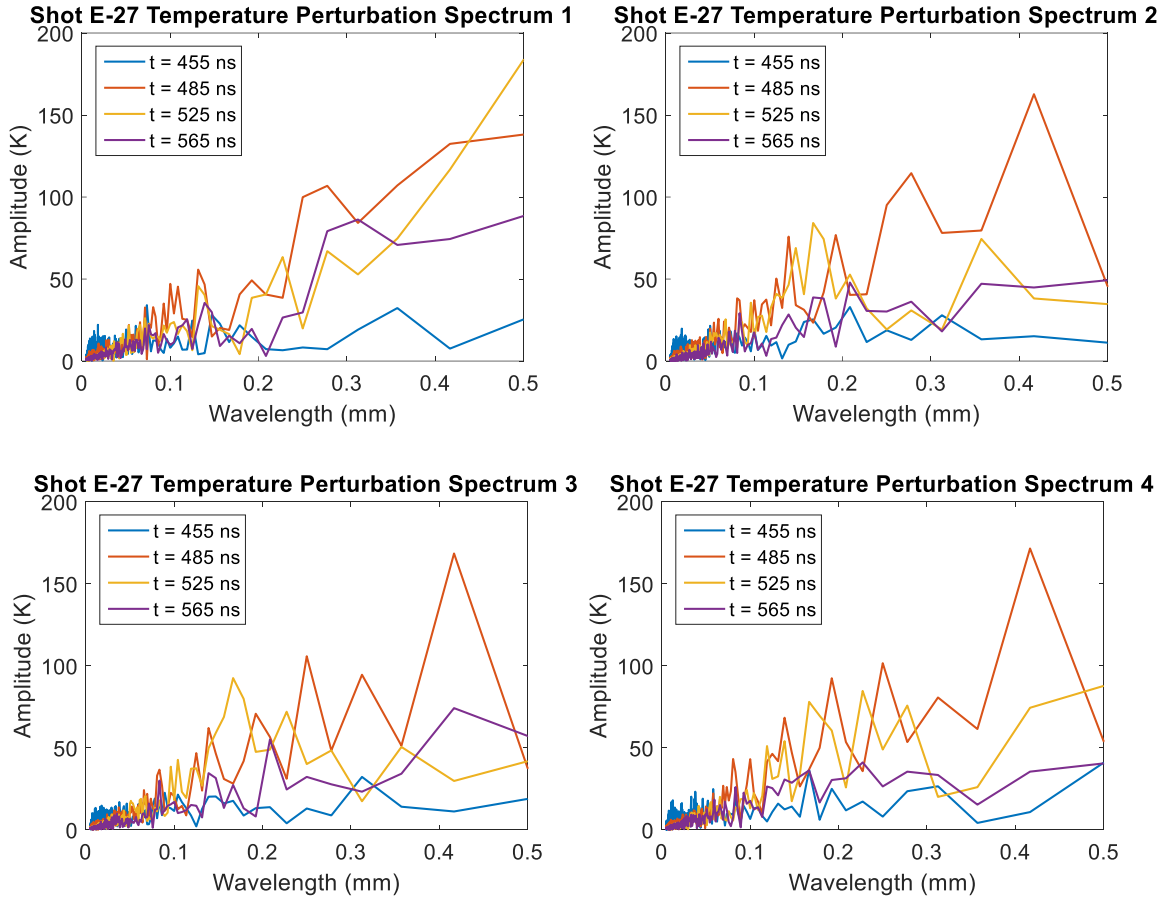 Shot E-27 Temperature Perturbation Spectrum 1
200
150
100
50
0
Amplitude (K)
t = 455 ns
t = 485 ns
t = 525 ns
t = 565 ns
0 0.1 0.2 0.3 0.4 0.5
Wavelength (mm)
Shot E-27 Temperature Perturbation Spectrum 2
200
150
100
50
0
Amplitude (K)
t = 455 ns
t = 485 ns
t = 525 ns
t = 565 ns
0 0.1 0.2 0.3 0.4 0.5
Wavelength (mm)
Shot E-27 Temperature Perturbation Spectrum 3
200
150
100
50
0
Amplitude (K)
t = 455 ns
t = 485 ns
t = 525 ns
t = 565 ns
0 0.1 0.2 0.3 0.4 0.5
Wavelength (mm)
Shot E-27 Temperature Perturbation Spectrum 4
200
150
100
50
0
Amplitude (K)
t = 455 ns
t = 485 ns
t = 525 ns
t = 565 ns
0 0.1 0.2 0.3 0.4 0.5
Wavelength (mm)